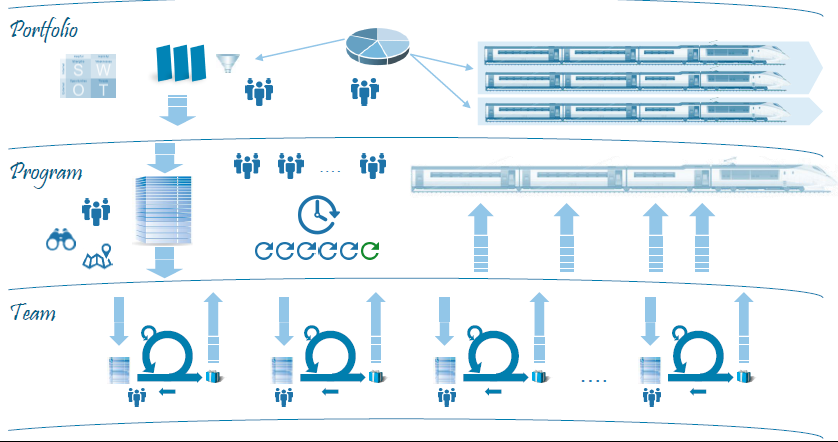 Portfolio
S W
O T
Program
....
Team
....